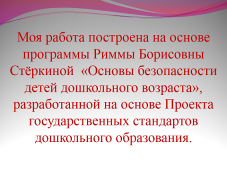 Моя работа построена на основе
программы Риммы Борисовны
Стёркиной «Основы безопасности
детей дошкольного возраста»,
разработанной на основе Проекта
государственных стандартов
дошкольного образования.